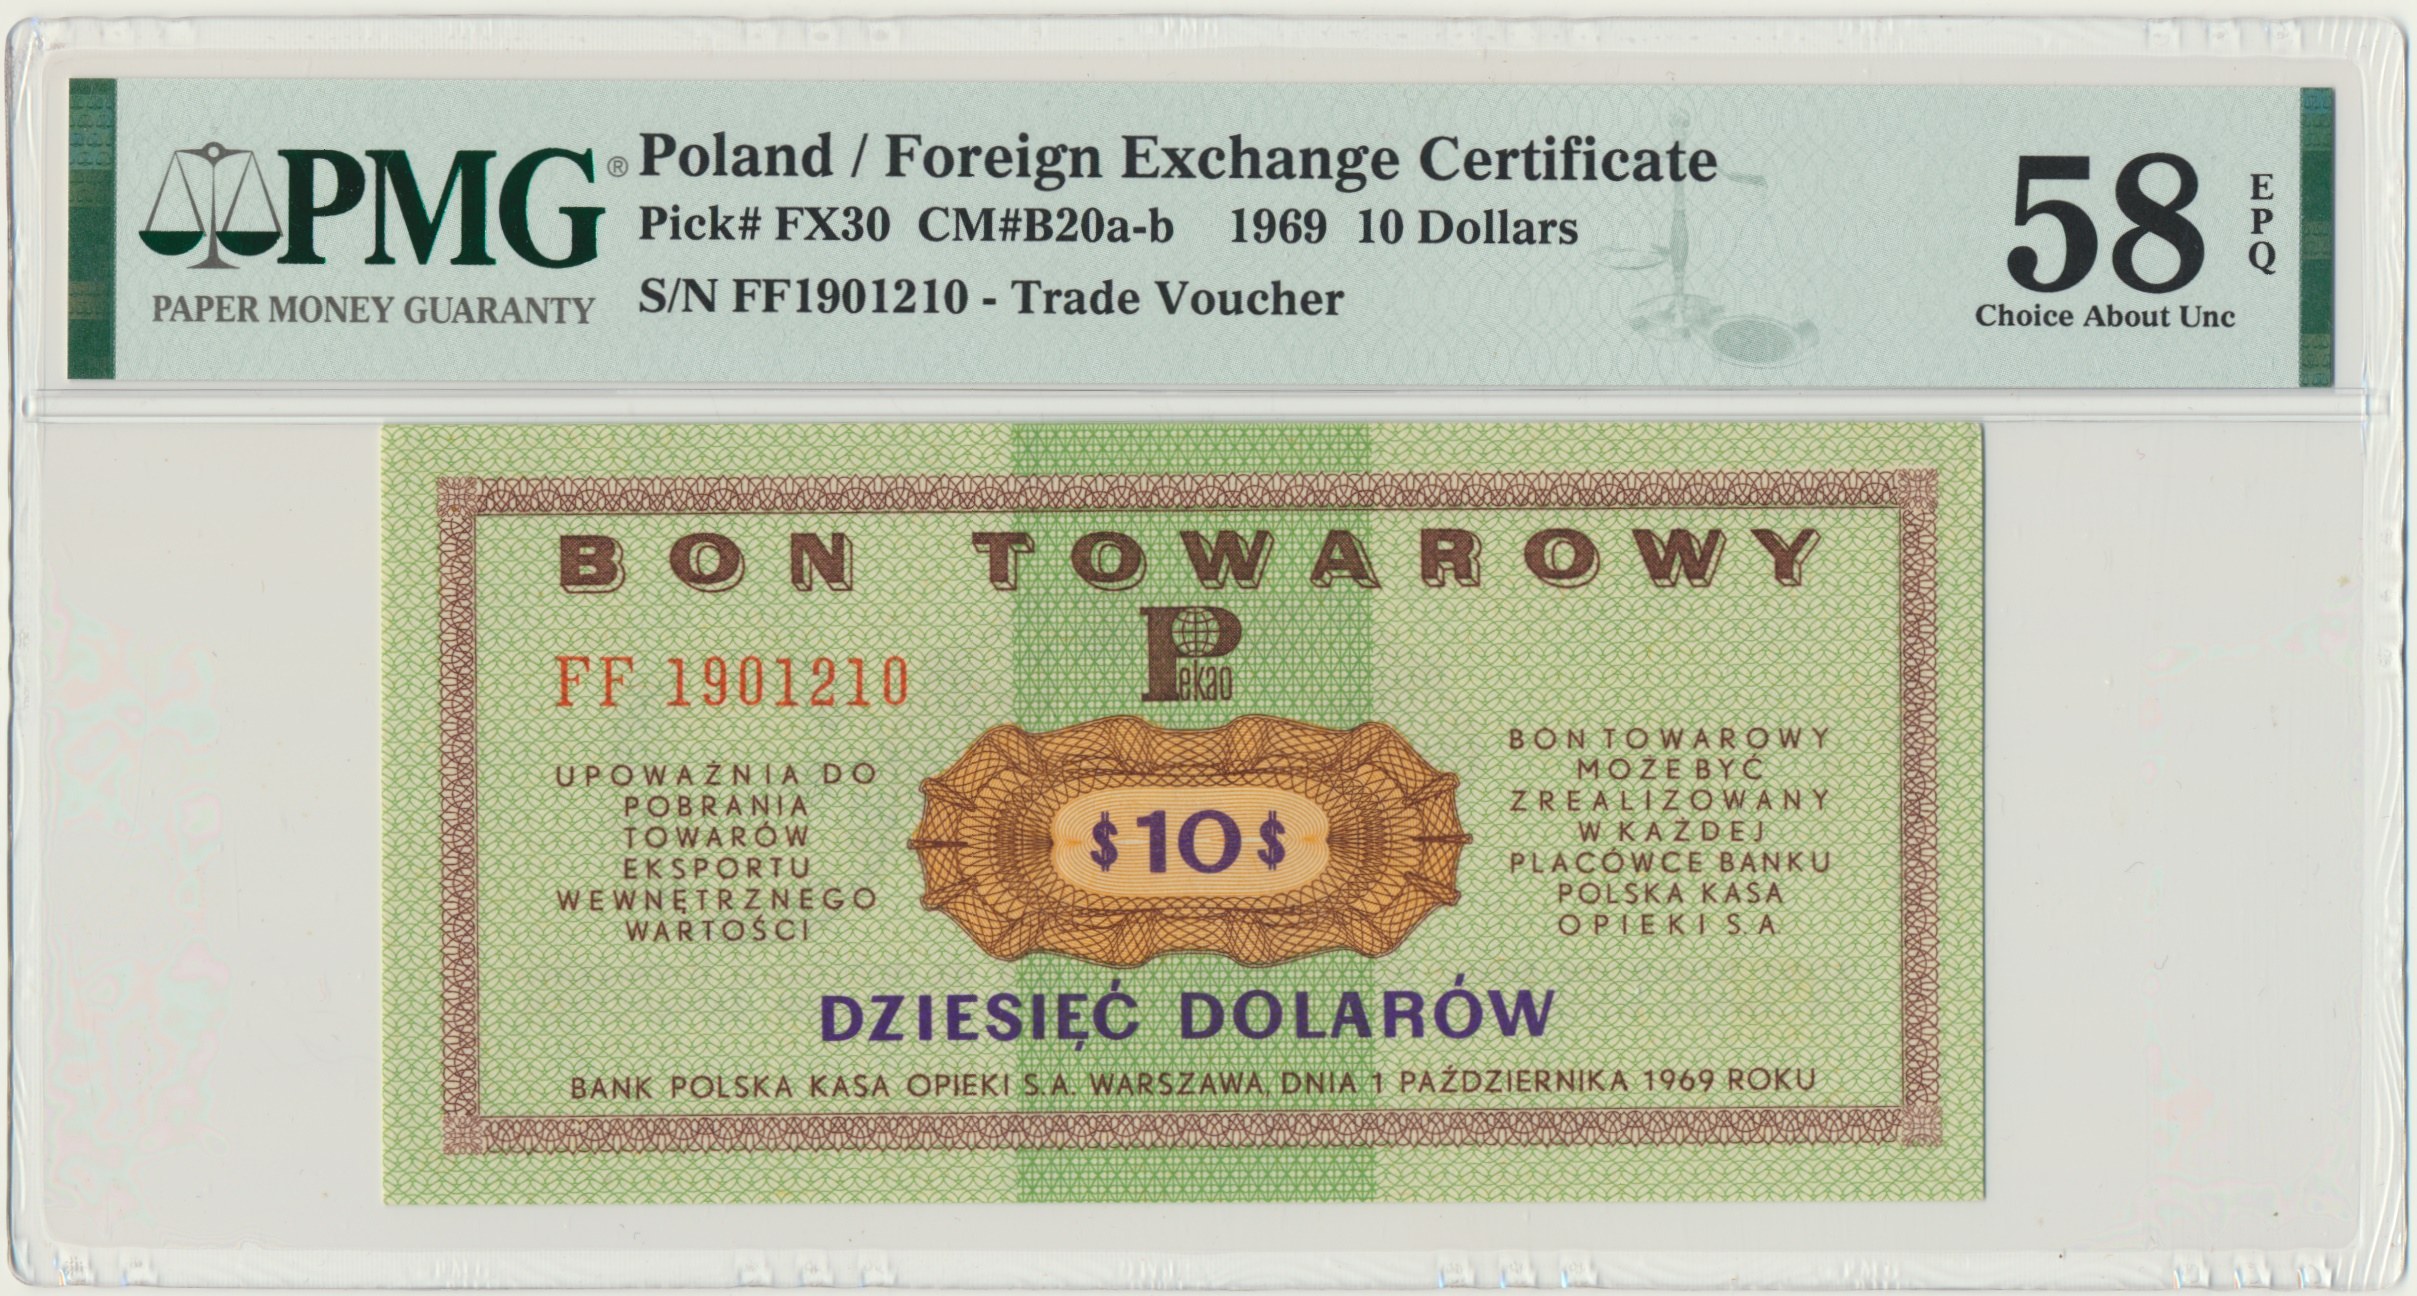 PMG®
PAPER MONEY GUARANTY
Poland / Foreign Exchange Certificate
Pick# FX30 CM#B20a-b 1969 10 Dollars
S/N FF1901210 - Trade Voucher
58
EPQ
Choice About Unc
BON TOWAROWY
Pekao
FF 1901210
UPOWAŻNIA DO
POBRANIA
TOWARÓW
EKSPORTU
WEWNĘTRZNEGO
WARTOŚCI
$10$
BON TOWAROWY
MOŻE BYĆ
ZREALIZOWANY
W KAŻDEJ
PLACÓWCE BANKU
POLSKA KASA
OPIEKI S.A.
DZIESIĘĆ DOLARÓW
BANK POLSKA KASA OPIEKI S.A. WARSZAWA, DNIA 1 PAŹDZIERNIKA 1969 ROKU